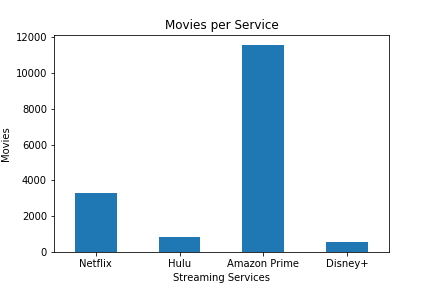 Movies per Service
12000
10000
8000
6000
4000
2000
0
Movies
Netflix Hulu Amazon Prime Disney+
Streaming Services